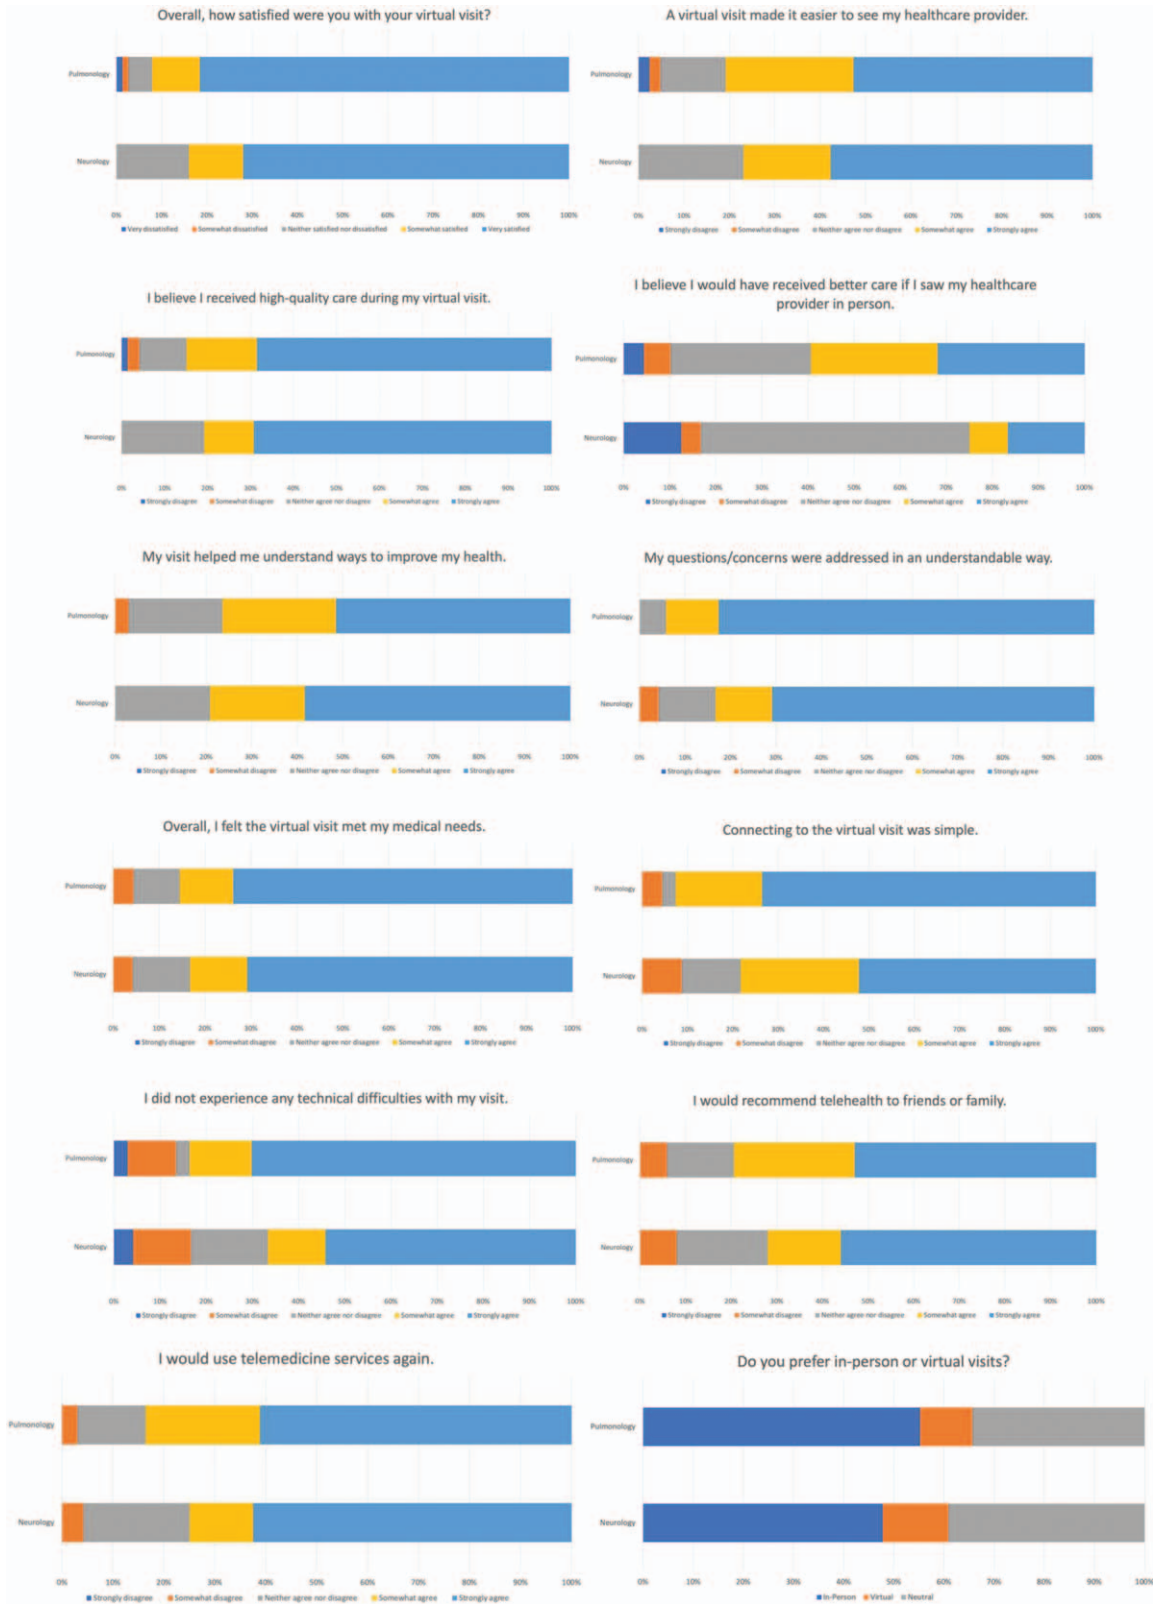 Overall, how satisfied were you with your virtual visit?
Pulmonology
Neurology
0% 10% 20% 30% 40% 50% 60% 70% 80% 90% 100%
Very dissatisfied Somewhat dissatisfied Neither satisfied nor dissatisfied Somewhat satisfied Very satisfied
A virtual visit made it easier to see my healthcare provider.
Pulmonology
Neurology
0% 10% 20% 30% 40% 50% 60% 70% 80% 90% 100%
Strongly disagree Somewhat disagree Neither agree nor disagree Somewhat agree Strongly agree
I believe I received high-quality care during my virtual visit.
Pulmonology
Neurology
0% 10% 20% 30% 40% 50% 60% 70% 80% 90% 100%
Strongly disagree Somewhat disagree Neither agree nor disagree Somewhat agree Strongly agree
I believe I would have received better care if I saw my healthcare
provider in person.
Pulmonology
Neurology
0% 10% 20% 30% 40% 50% 60% 70% 80% 90% 100%
Strongly disagree Somewhat disagree Neither agree nor disagree Somewhat agree Strongly agree
My visit helped me understand ways to improve my health.
Pulmonology
Neurology
0% 10% 20% 30% 40% 50% 60% 70% 80% 90% 100%
Strongly disagree Somewhat disagree Neither agree nor disagree Somewhat agree Strongly agree
My questions/concerns were addressed in an understandable way.
Pulmonology
Neurology
0% 10% 20% 30% 40% 50% 60% 70% 80% 90% 100%
Strongly disagree Somewhat disagree Neither agree nor disagree Somewhat agree Strongly agree
Overall, I felt the virtual visit met my medical needs.
Pulmonology
Neurology
0% 10% 20% 30% 40% 50% 60% 70% 80% 90% 100%
Strongly disagree Somewhat disagree Neither agree nor disagree Somewhat agree Strongly agree
Connecting to the virtual visit was simple.
Pulmonology
Neurology
0% 10% 20% 30% 40% 50% 60% 70% 80% 90% 100%
Strongly disagree Somewhat disagree Neither agree nor disagree Somewhat agree Strongly agree
I did not experience any technical difficulties with my visit.
Pulmonology
Neurology
0% 10% 20% 30% 40% 50% 60% 70% 80% 90% 100%
Strongly disagree Somewhat disagree Neither agree nor disagree Somewhat agree Strongly agree
I would recommend telehealth to friends or family.
Pulmonology
Neurology
0% 10% 20% 30% 40% 50% 60% 70% 80% 90% 100%
Strongly disagree Somewhat disagree Neither agree nor disagree Somewhat agree Strongly agree
I would use telemedicine services again.
Pulmonology
Neurology
0% 10% 20% 30% 40% 50% 60% 70% 80% 90% 100%
Strongly disagree Somewhat disagree Neither agree nor disagree Somewhat agree Strongly agree
Do you prefer in-person or virtual visits?
Pulmonology
Neurology
0% 10% 20% 30% 40% 50% 60% 70% 80% 90% 100%
In-Person Virtual Neutral